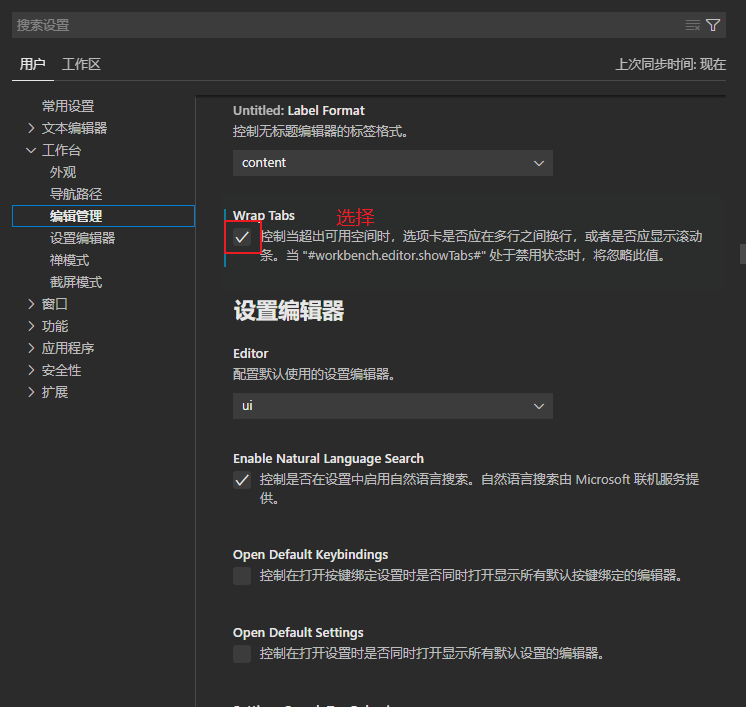 搜索设置
用户 工作区 上次同步时间: 现在
常用设置
文本编辑器
工作台
外观
导航路径
编辑管理
设置编辑器
禅模式
截屏模式
窗口
功能
应用程序
安全性
扩展
Untitled: Label Format
控制无标题编辑器的标签格式。
content
Wrap Tabs
选择
控制当超出可用空间时，选项卡是否应在多行之间换行，或者是否应显示滚动
条。当 "#workbench.editor.showTabs#" 处于禁用状态时，将忽略此值。
设置编辑器
Editor
配置默认使用的设置编辑器。
ui
Enable Natural Language Search
控制是否在设置中启用自然语言搜索。自然语言搜索由 Microsoft 联机服务提
供。
Open Default Keybindings
控制在打开按键绑定设置时是否同时打开显示所有默认按键绑定的编辑器。
Open Default Settings
控制在打开设置时是否同时打开显示所有默认设置的编辑器。